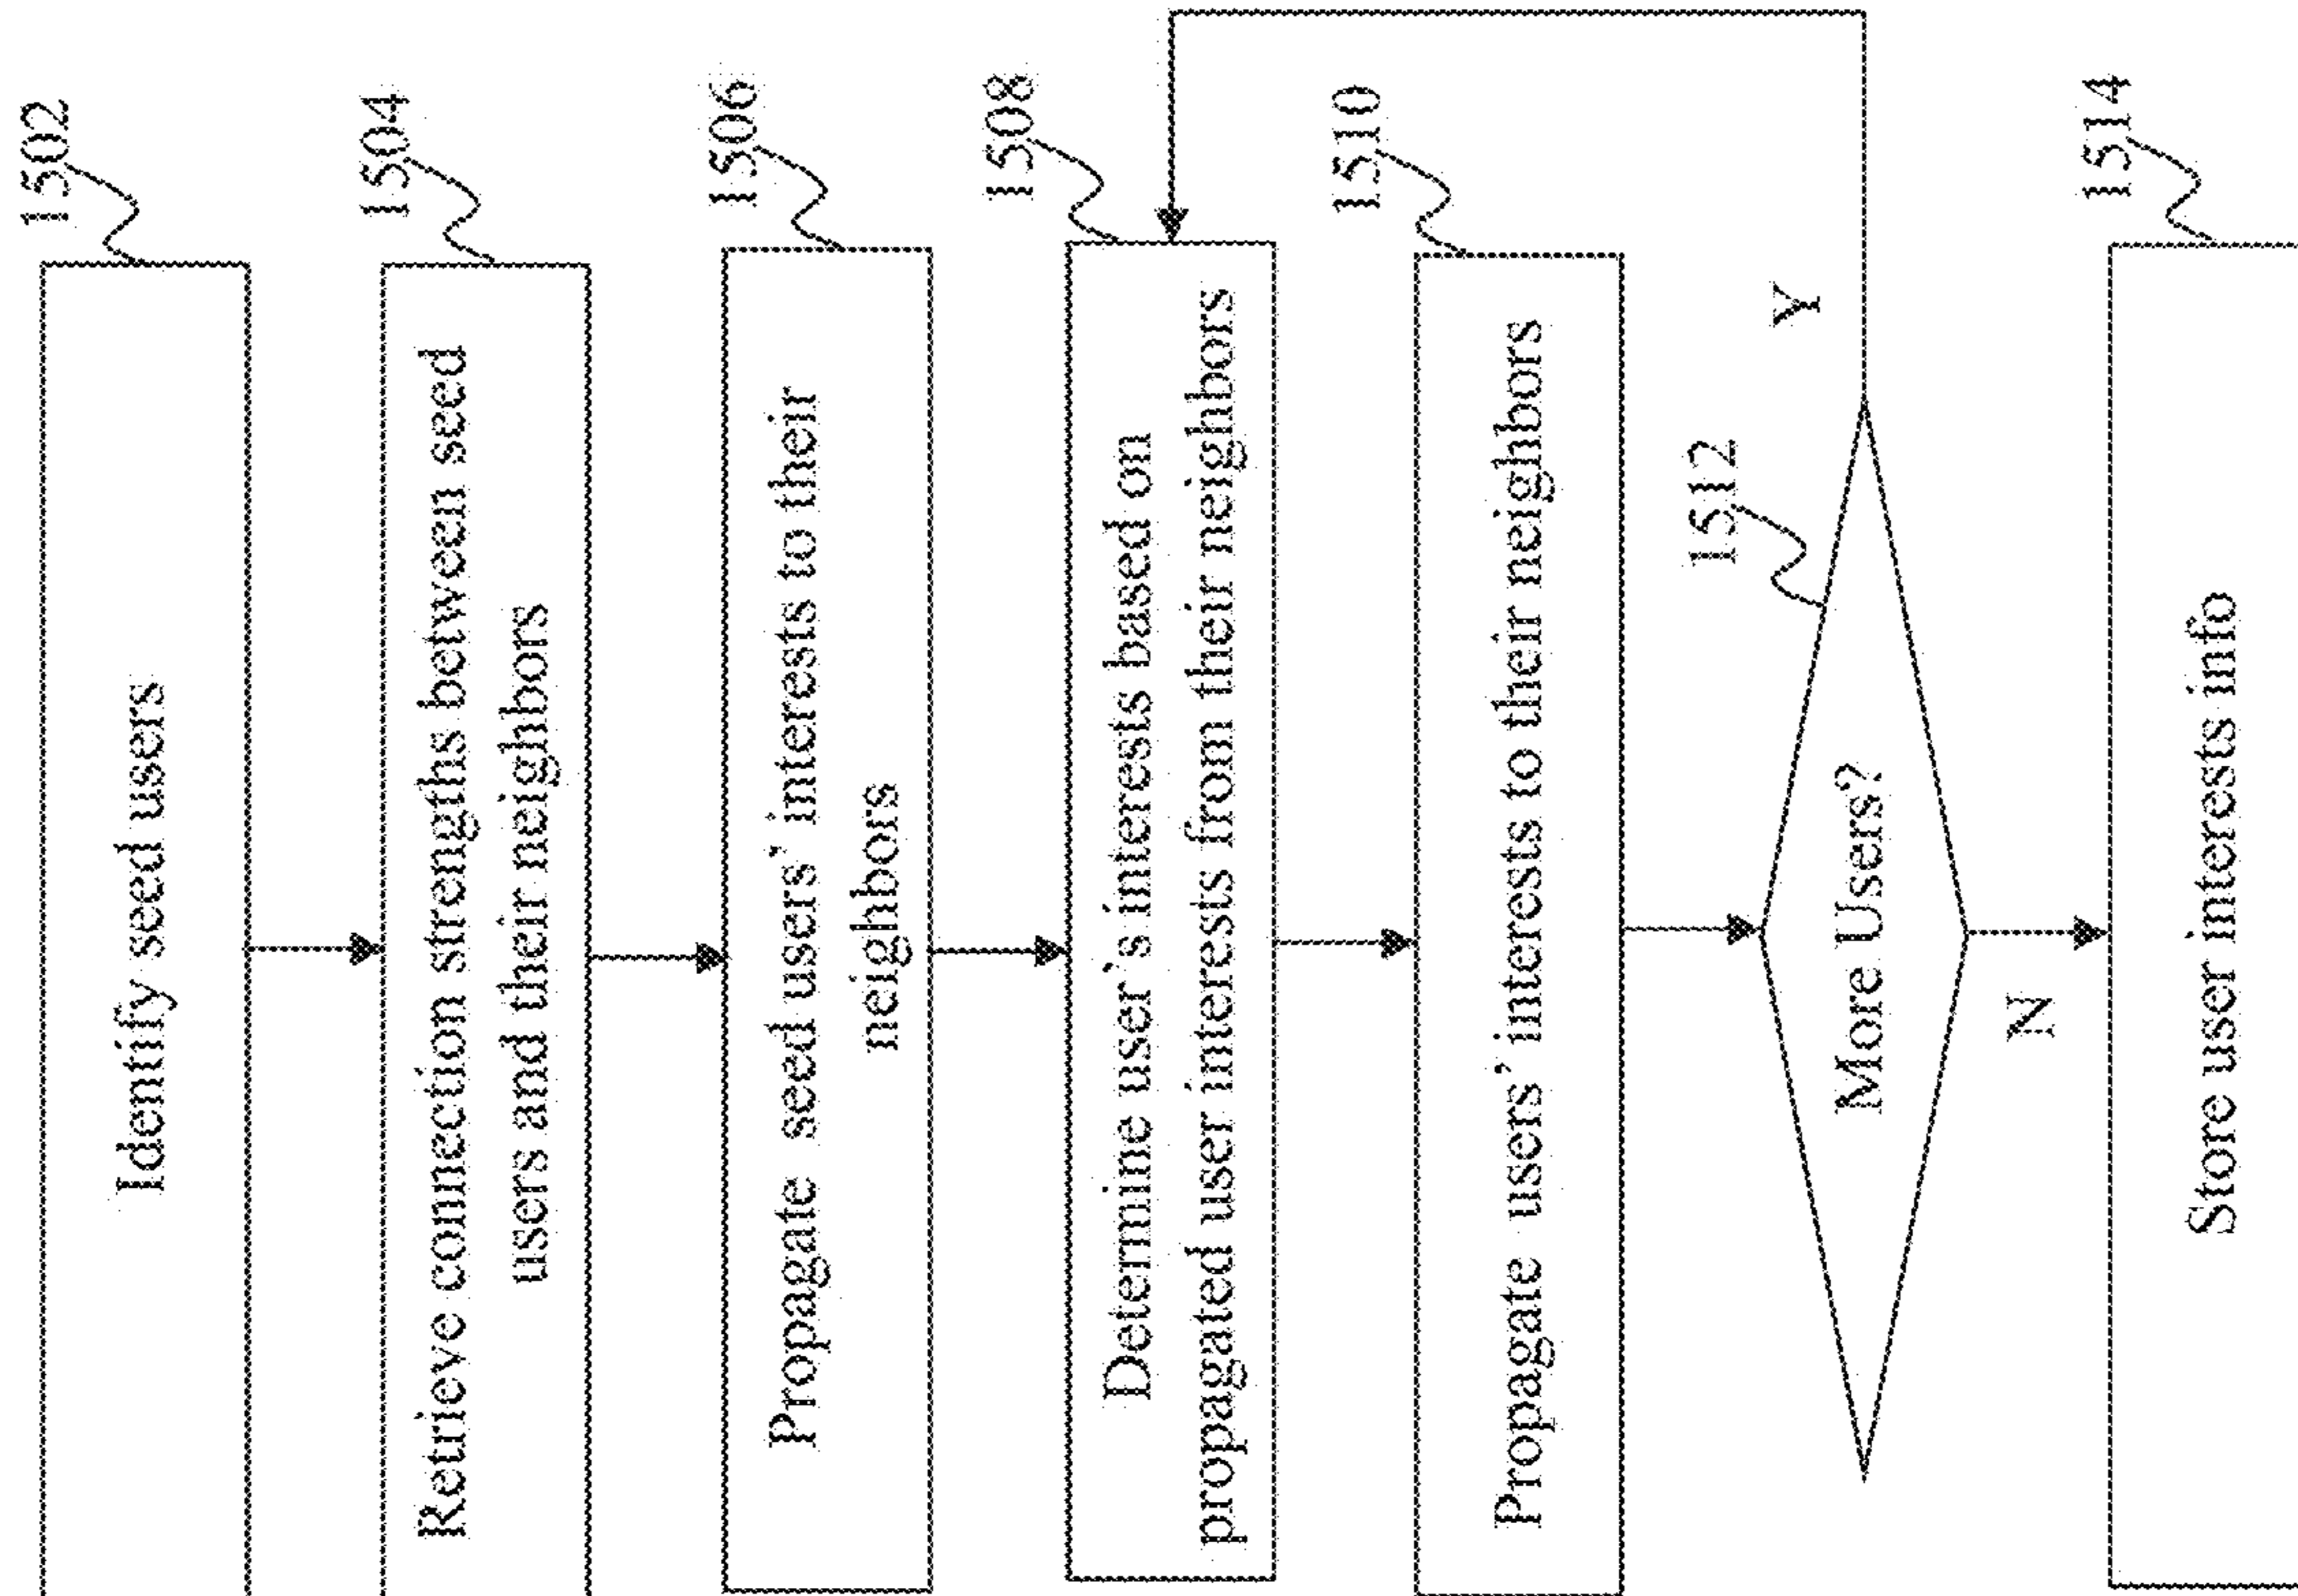 1502
Identify seed users
1504
Retrieve connection strengths between seed
users and their neighbors
1506
Propagate seed users' interests to their
neighbors
1508
Determine user`s interests based on
propagated user interests from their neighbors
1510
Propagate users' interests to their neighbors
1512
More Users?
Y
N
1514
Store user interests info